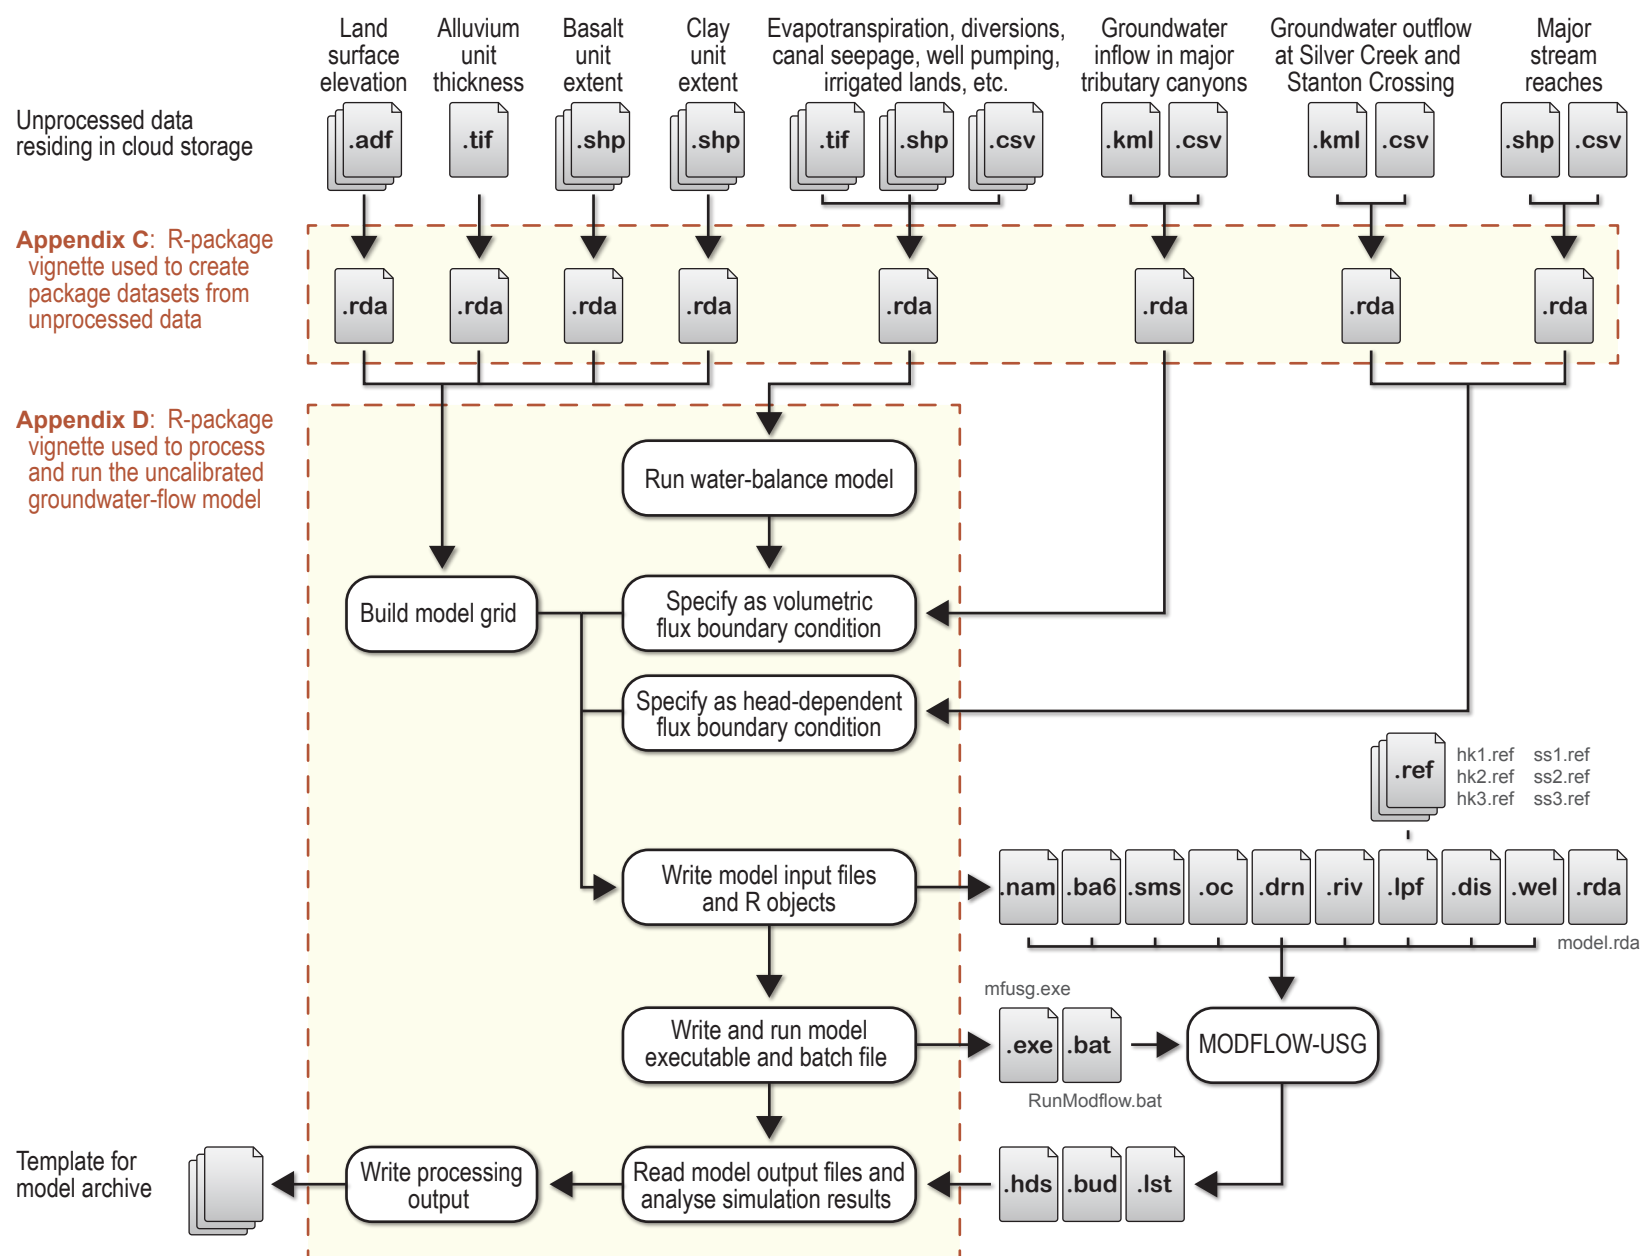 Land
surface
elevation
Alluvium
unit
thickness
Basalt
unit
extent
Clay
unit
extent
Evapotranspiration, diversions,
canal seepage, well pumping,
irrigated lands, etc.
Groundwater
inflow in major
tributary canyons
Groundwater outflow
at Silver Creek and
Stanton Crossing
Major
stream
reaches
Unprocessed data
residing in cloud storage
.adf
.tif
.shp
.shp
.tif
.shp
.csv
.kml
.csv
.kml
.csv
.shp
.csv
Appendix C: R-package
vignette used to create
package datasets from
unprocessed data
.rda
.rda
.rda
.rda
.rda
.rda
.rda
.rda
Appendix D: R-package
vignette used to process
and run the uncalibrated
groundwater-flow model
Run water-balance model
Build model grid
Specify as volumetric
flux boundary condition
Specify as head-dependent
flux boundary condition
.ref
hk1.ref ss1.ref
hk2.ref ss2.ref
hk3.ref ss3.ref
Write model input files
and R objects
.nam
.ba6
.sms
.oc
.drn
.riv
.lpf
.dis
.wel
.rda
model.rda
mfusg.exe
Write and run model
executable and batch file
.exe
.bat
RunModflow.bat
MODFLOW-USG
Template for
model archive
Write processing
output
Read model output files and
analyse simulation results
.hds
.bud
.lst